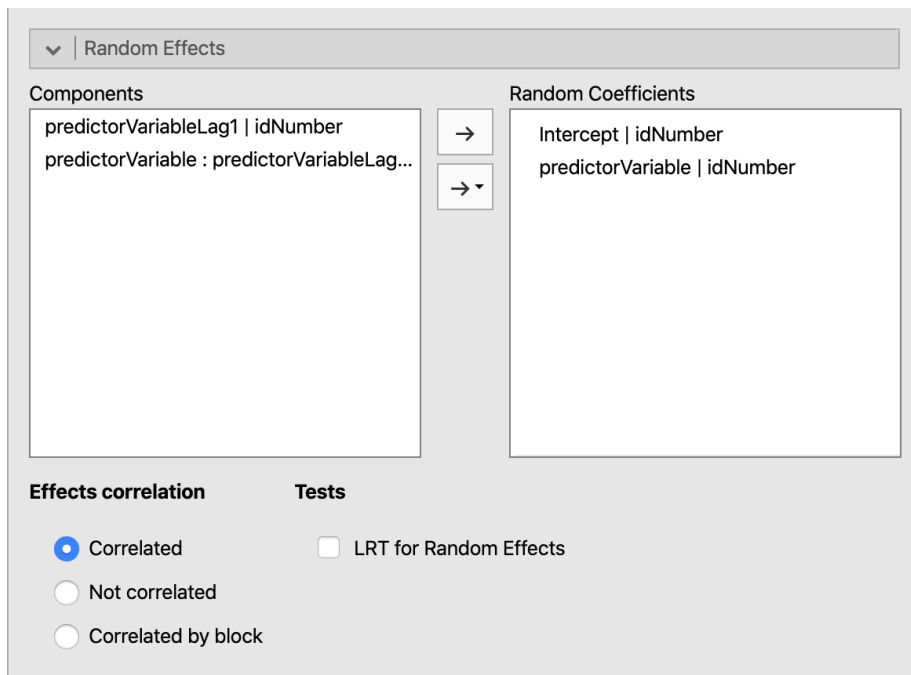 Random Effects
Components
Random Coefficients
predictorVariableLag1 | idNumber
predictorVariable : predictorVariableLag...
Intercept | idNumber
predictorVariable | idNumber
Effects correlation
Tests
Correlated
LRT for Random Effects
Not correlated
Correlated by block